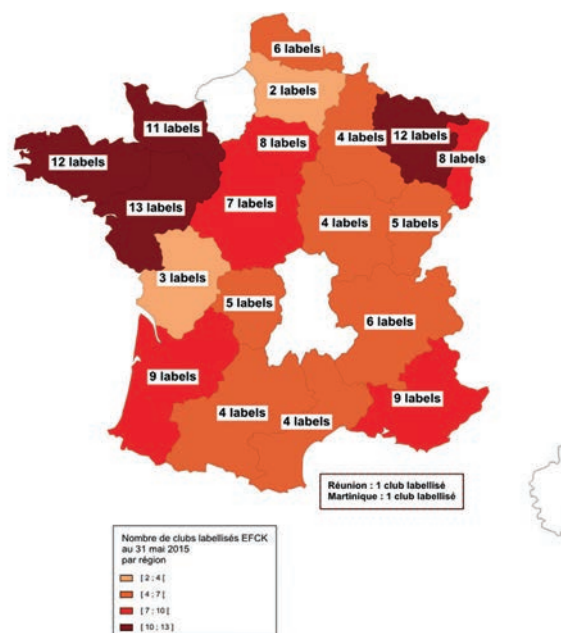 6 labels
2 labels
11 labels
4 labels
12 labels
8 labels
8 labels
12 labels
13 labels
7 labels
4 labels
5 labels
3 labels
5 labels
6 labels
9 labels
9 labels
4 labels
4 labels
Réunion : 1 club labellisé
Martinique : 1 club labellisé
Nombre de clubs labellisés EFCK
au 31 mai 2015
par région
[ 2 ; 4 [
[ 4 ; 7 [
[ 7 ; 10 [
[ 10 ; 13 ]